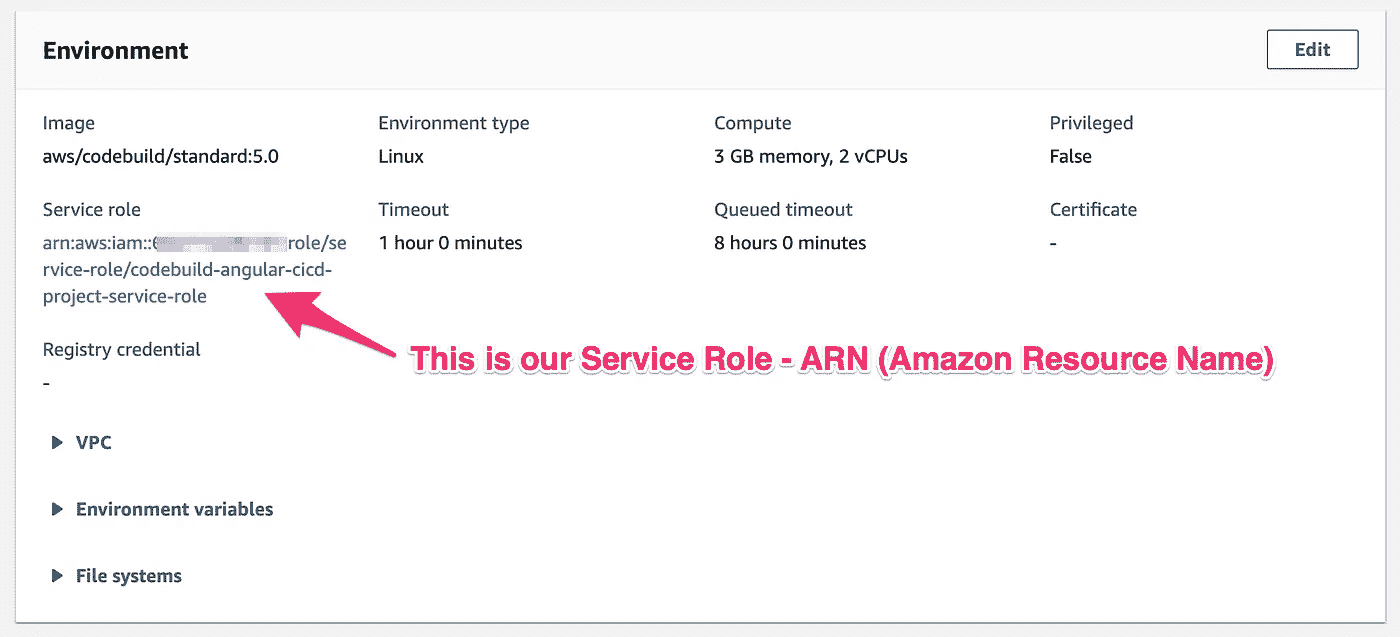 Environment
Edit
Image
aws/codebuild/standard:5.0
Environment type
Linux
Compute
3 GB memory, 2 vCPUs
Privileged
False
Service role
arn:aws:iam:: role/se
rvice-role/codebuild-angular-cicd-
project-service-role
Timeout
1 hour 0 minutes
Queued timeout
8 hours 0 minutes
Certificate
-
This is our Service Role - ARN (Amazon Resource Name)
Registry credential
-
VPC
Environment variables
File systems